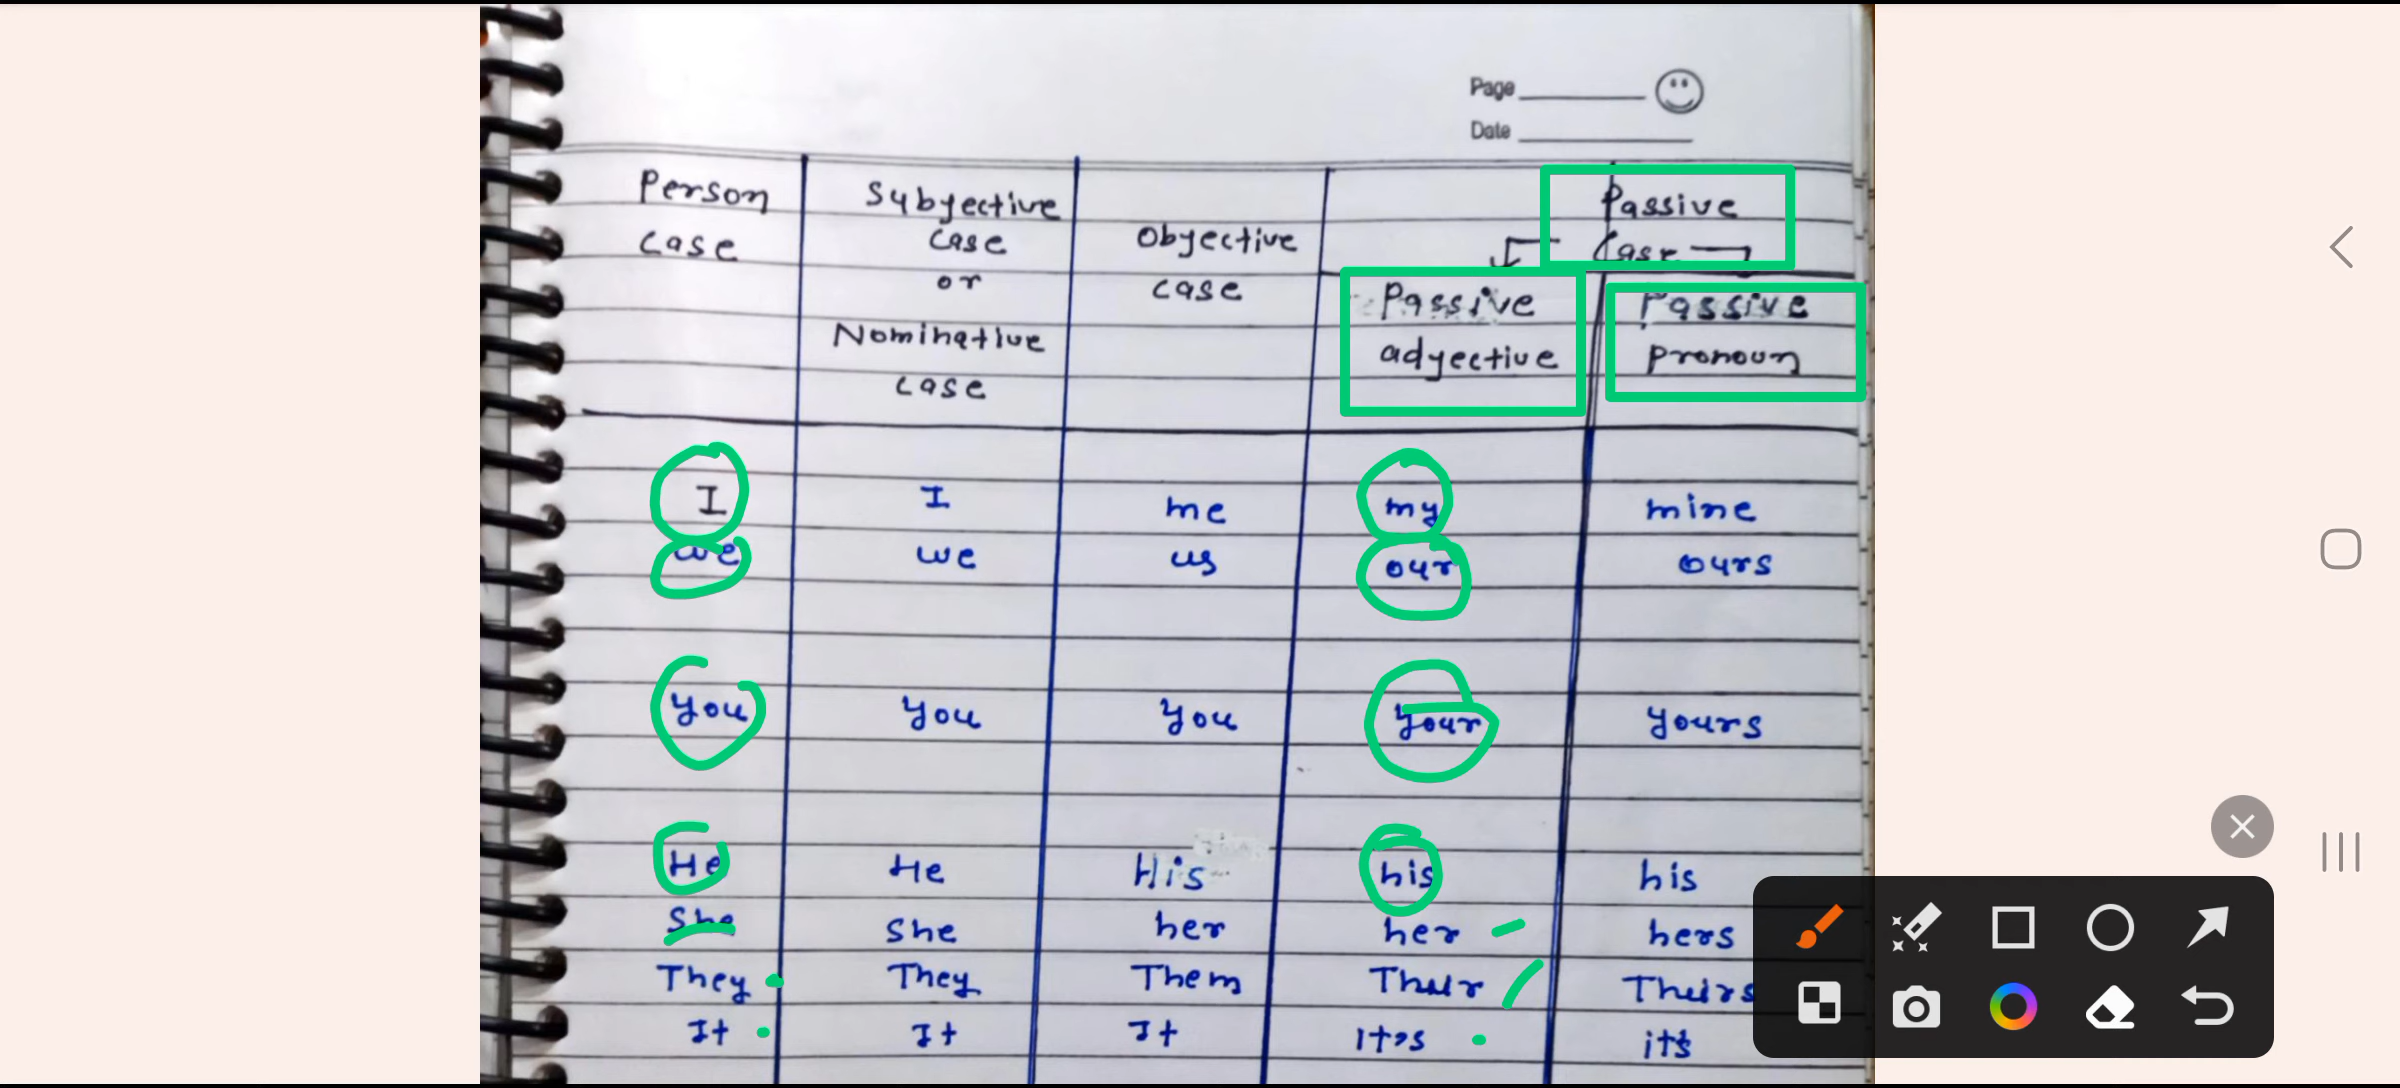 Page
Date
Person case
Subjective case or Nominative case
Objective case
Passive Case
Passive adjective
Passive pronoun
I I me my mine
we we us our ours
you you you your yours
He He His his his
She She her her hers
They They Them Their Theirs
It It It It's it's